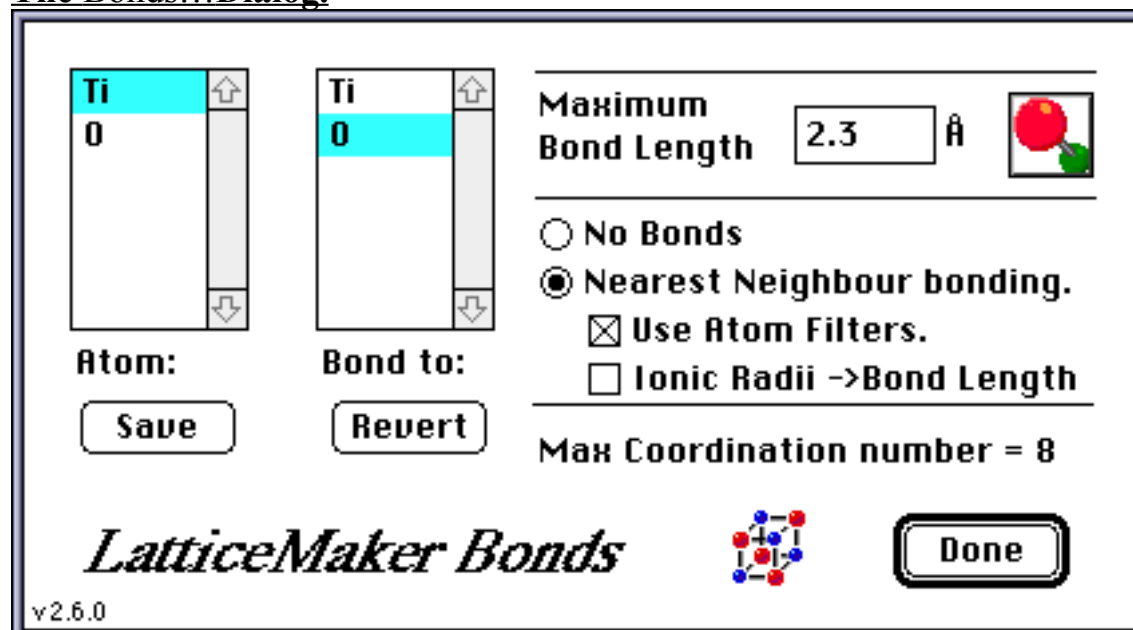 The Bonds...Dialog.
Ti
O
Atom:
Save
Ti
O
Bond to:
Revert
Maximum
Bond Length
2.3 Å
No Bonds
Nearest Neighbour bonding.
Use Atom Filters.
Ionic Radii ->Bond Length
Max Coordination number = 8
LatticeMaker Bonds
Done
v2.6.0